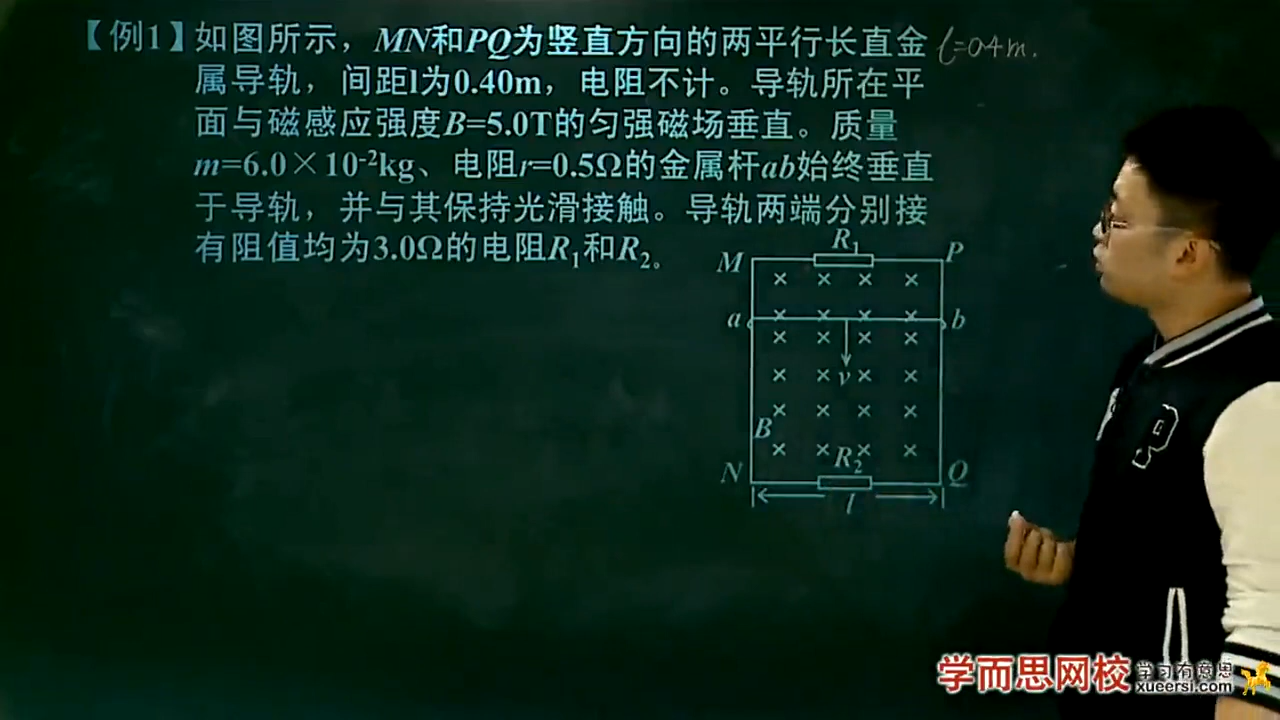 【例1】如图所示，MN和PQ为竖直方向的两平行长直金
l=0.4m.
属导轨，间距l为0.40m，电阻不计。导轨所在平
面与磁感应强度B=5.0T的匀强磁场垂直。质量
m=6.0×10⁻²kg、电阻r=0.5Ω的金属杆ab始终垂直
于导轨，并与其保持光滑接触。导轨两端分别接
有阻值均为3.0Ω的电阻R₁和R₂。
R₁
M P
a b
v
B
R₂
N Q
l
P
学而思网校 学习有意思
xueersi.com